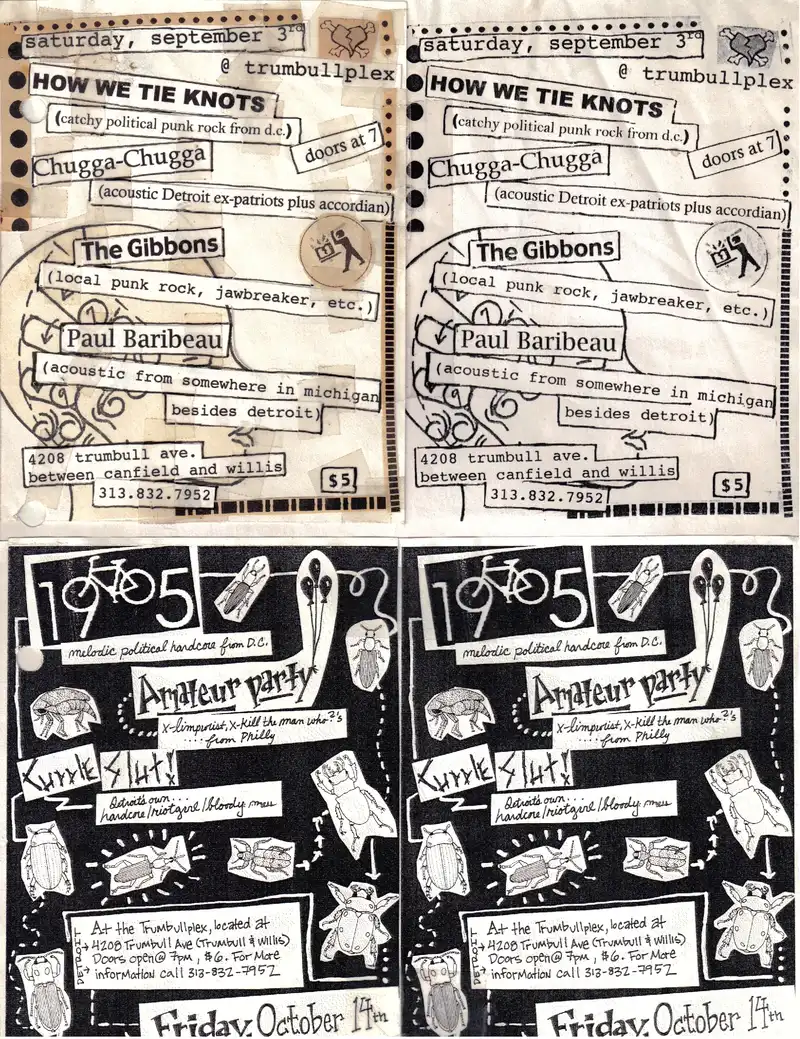 saturday, september 3rd
@ trumbullplex
HOW WE TIE KNOTS
(catchy political punk rock from d.c.)
doors at 7
Chugga-Chugga
(acoustic Detroit ex-patriots plus accordian)
The Gibbons
(local punk rock, jawbreaker, etc.)
Paul Baribeau
(acoustic from somewhere in michigan
besides detroit)
4208 trumbull ave.
between canfield and willis
313.832.7952
$5
saturday, september 3rd
@ trumbullplex
HOW WE TIE KNOTS
(catchy political punk rock from d.c.)
doors at 7
Chugga-Chugga
(acoustic Detroit ex-patriots plus accordian)
The Gibbons
(local punk rock, jawbreaker, etc.)
Paul Baribeau
(acoustic from somewhere in michigan
besides detroit)
4208 trumbull ave.
between canfield and willis
313.832.7952
$5
1905
melodic political hardcore from D.C.
Amateur party*
x-limpwrist, x-kill the man who ?'s
....from Philly
Cuddle Slut!
Detroit's own....
hardcore/riotgrrl/bloody mess
DETROIT
At the Trumbullplex, located at
4208 Trumbull Ave (Trumbull & Willis)
Doors open@ 7pm, $6. For More
information call 313-832-7952
Friday, October 14th
1905
melodic political hardcore from D.C.
Amateur party*
x-limpwrist, x-kill the man who ?'s
....from Philly
Cuddle Slut!
Detroit's own....
hardcore/riotgrrl/bloody mess
DETROIT
At the Trumbullplex, located at
4208 Trumbull Ave (Trumbull & Willis)
Doors open@ 7pm, $6. For More
information call 313-832-7952
Friday, October 14th